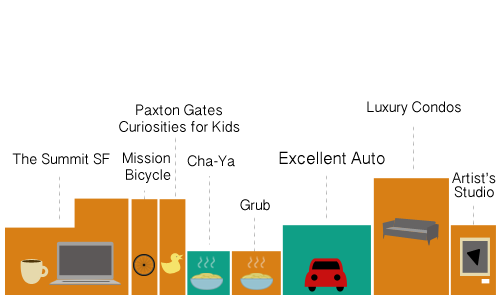 The Summit SF
Mission
Bicycle
Paxton Gates
Curiosities for Kids
Cha-Ya
Grub
Excellent Auto
Luxury Condos
Artist's
Studio